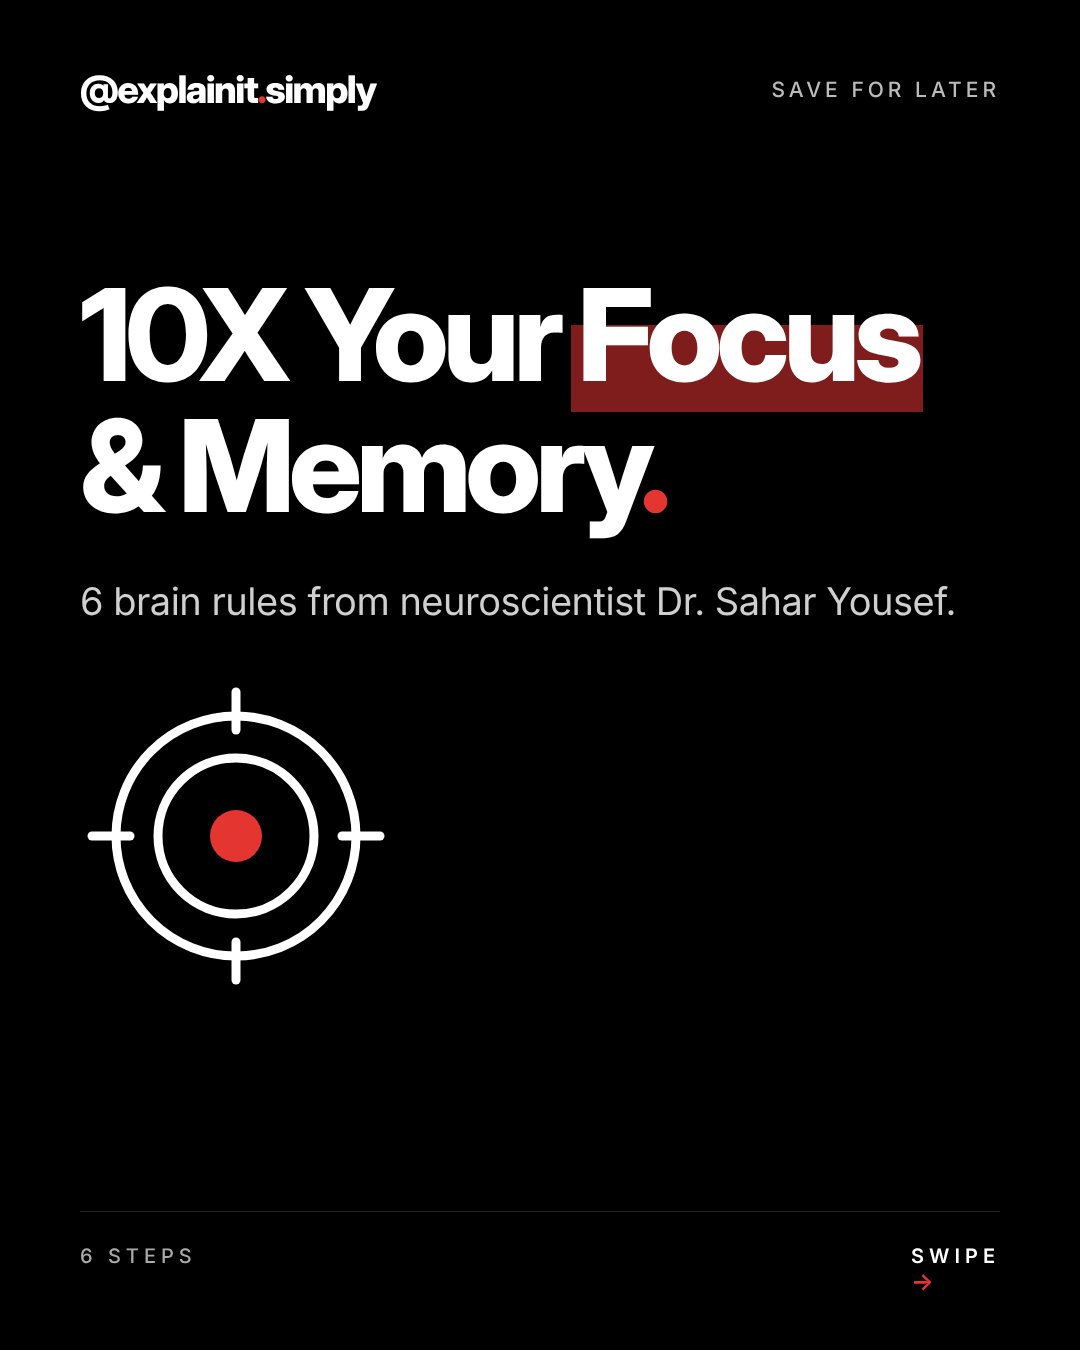 @explainit.simply
SAVE FOR LATER
10X Your Focus
& Memory.
6 brain rules from neuroscientist Dr. Sahar Yousef.
6 STEPS
SWIPE
→